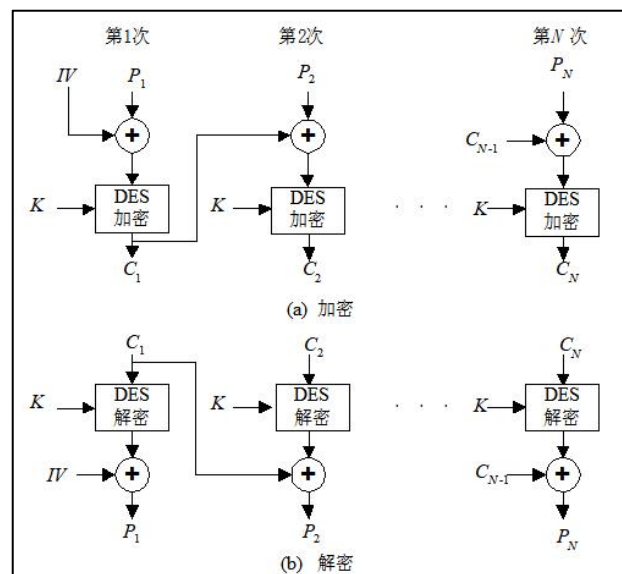 第1次 第2次 第N次
IV P1 P2 PN
+ + CN-1 +
K DES 加密 K DES 加密 · · · K DES 加密
C1 C2 CN
(a) 加密
C1 C2 CN
K DES 解密 K DES 解密 · · · K DES 解密
IV + + CN-1 +
P1 P2 PN
(b) 解密